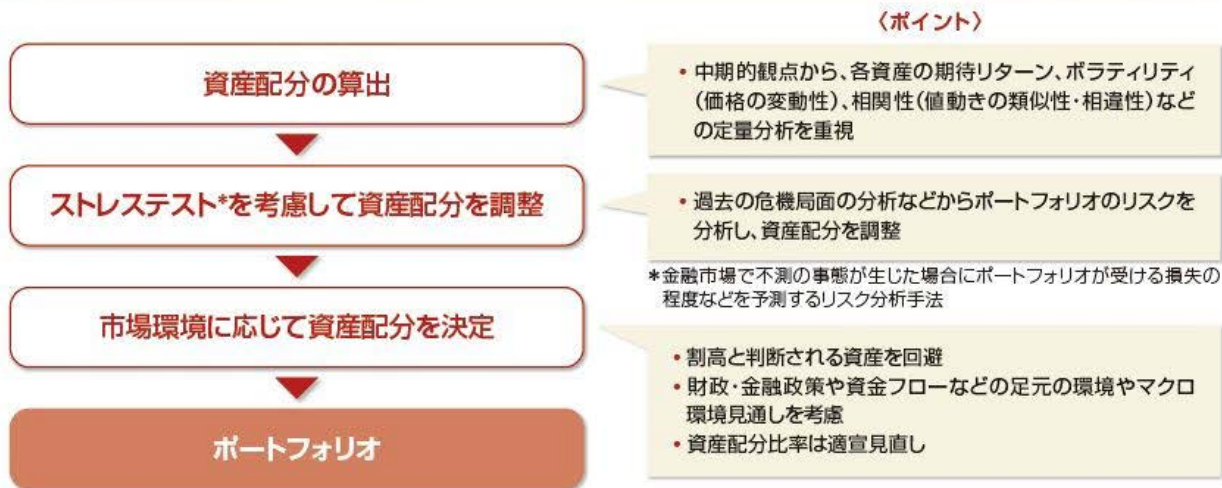 〈ポイント〉
資産配分の算出
• 中期的観点から、各資産の期待リターン、ボラティリティ
(価格の変動性)、相関性(値動きの類似性・相違性)など
の定量分析を重視
ストレステスト*を考慮して資産配分を調整
• 過去の危機局面の分析などからポートフォリオのリスクを
分析し、資産配分を調整
*金融市場で不測の事態が生じた場合にポートフォリオが受ける損失の
程度などを予測するリスク分析手法
市場環境に応じて資産配分を決定
• 割高と判断される資産を回避
• 財政・金融政策や資金フローなどの足元の環境やマクロ
環境見通しを考慮
• 資産配分比率は適宜見直し
ポートフォリオ